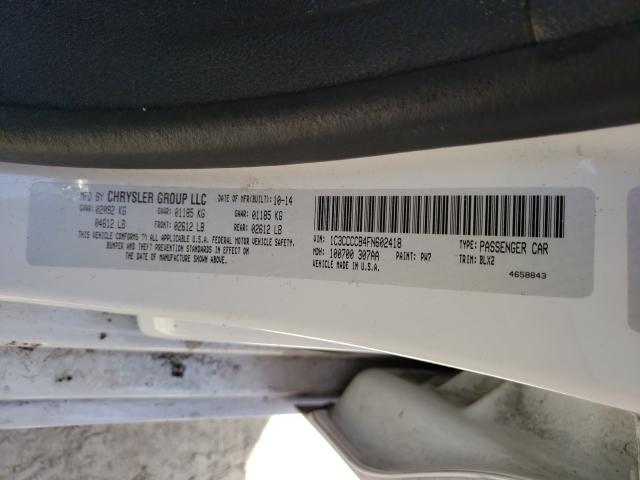 MFD BY CHRYSLER GROUP LLC DATE OF MFR(BUILT): 10-14
GVWR: 02092 KG GAWR: 01185 KG GAWR: 01185 KG
04612 LB FRONT: 02612 LB REAR: 02612 LB
THIS VEHICLE CONFORMS TO ALL APPLICABLE U.S.A. FEDERAL MOTOR VEHICLE SAFETY,
BUMPER AND THEFT PREVENTION STANDARDS IN EFFECT ON
THE DATE OF MANUFACTURE SHOWN ABOVE.
VIN: 1C3CCCCB4FN602418 TYPE: PASSENGER CAR
MDH: 100700 307AA PAINT: PW7 TRIM: BLX2
VEHICLE MADE IN U.S.A.
4658843